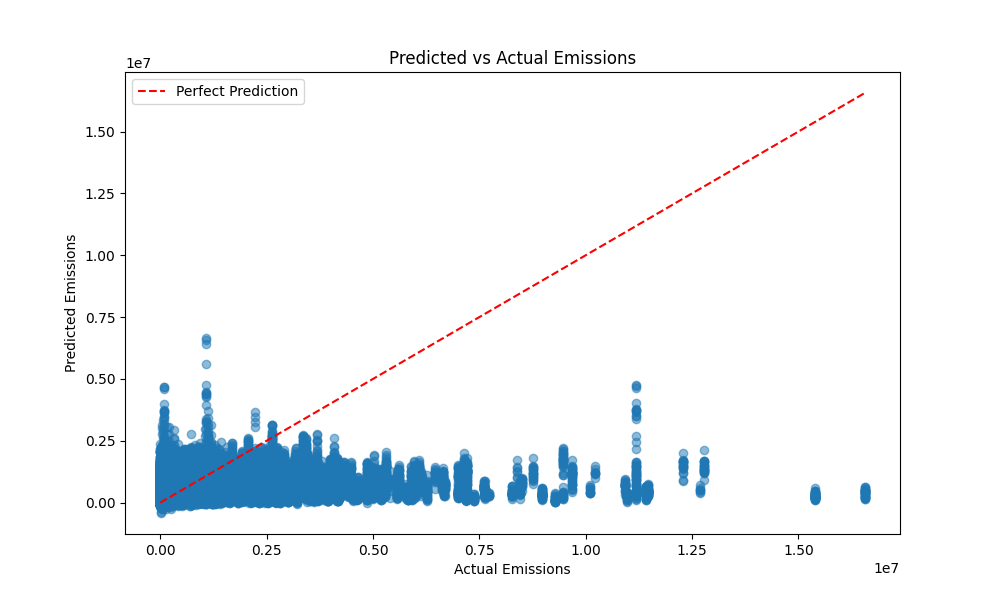 Predicted vs Actual Emissions
1e7
Perfect Prediction
1.50
1.25
1.00
0.75
0.50
0.25
0.00
Predicted Emissions
0.00 0.25 0.50 0.75 1.00 1.25 1.50
Actual Emissions
1e7